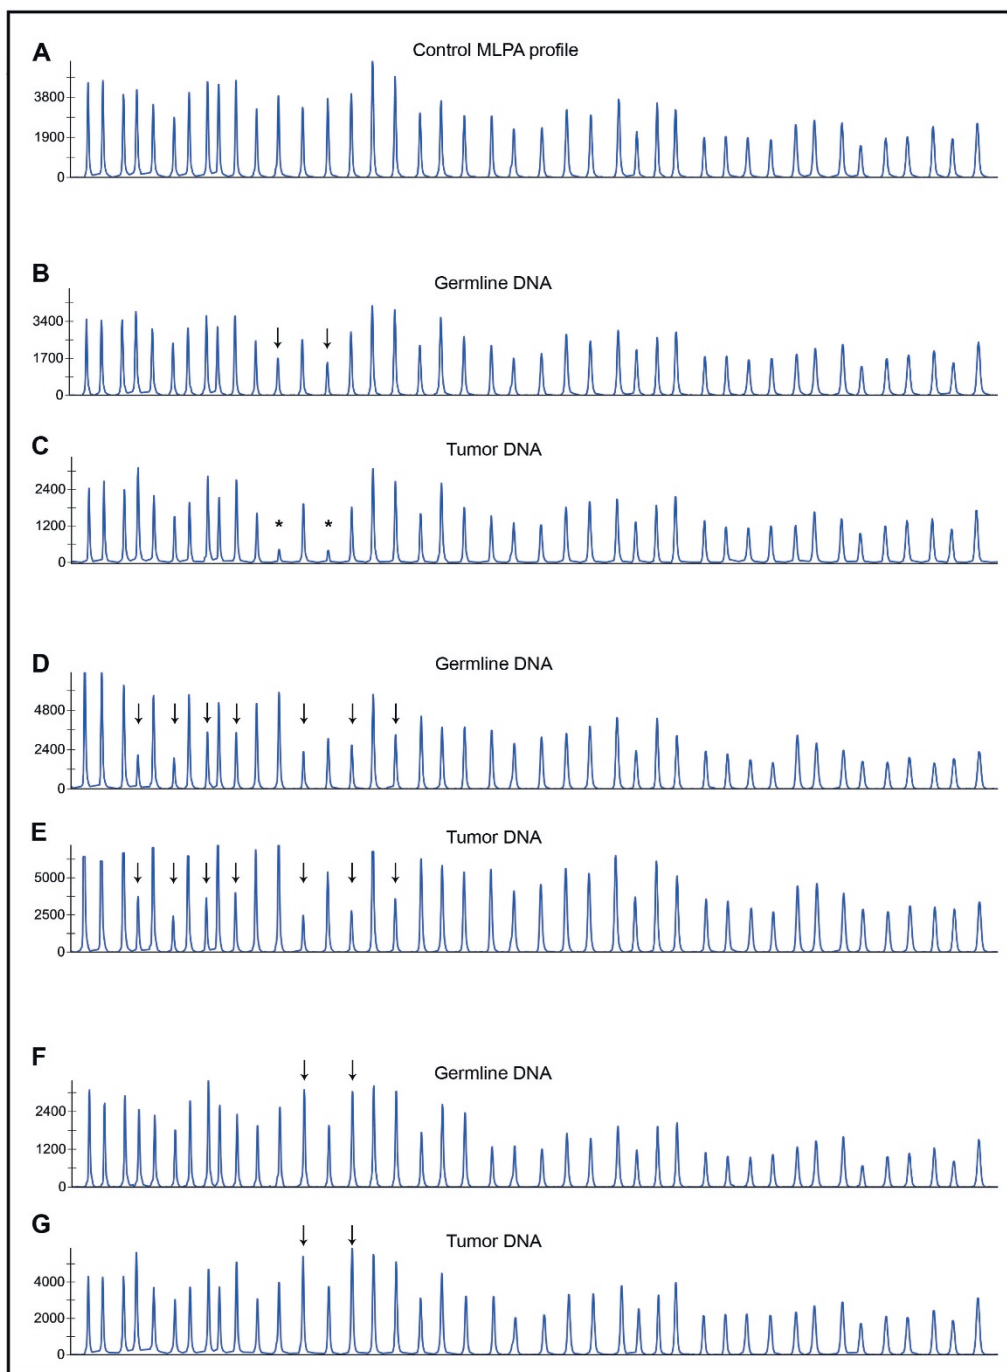 A
Control MLPA profile
3800
1900
0
B
Germline DNA
3400
1700
0
C
Tumor DNA
2400
1200
0
* *
D
Germline DNA
4800
2400
0
E
Tumor DNA
5000
2500
0
F
Germline DNA
2400
1200
0
G
Tumor DNA
4000
2000
0